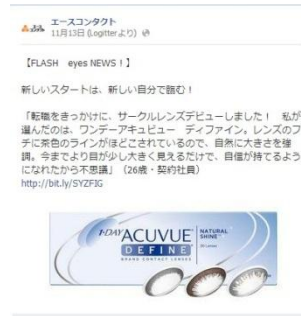 エースコンタクト
11月13日 (Logitterより)
【FLASH eyes NEWS！】
新しいスタートは、新しい自分で臨む！
「転職をきっかけに、サークルレンズデビューしました！ 私が
選んだのは、ワンデーアキュビュー ディファイン。レンズのフ
チに茶色のラインがほどこされているので、自然に大きさを強
調。今までより目が少し大きく見えるだけで、自信が持てるよう
になれたから不思議」（26歳・契約社員）
http://bit.ly/SYZFIG
1•DAY ACUVUE
DEFINE
BRAND CONTACT LENSES
NATURAL
SHINE